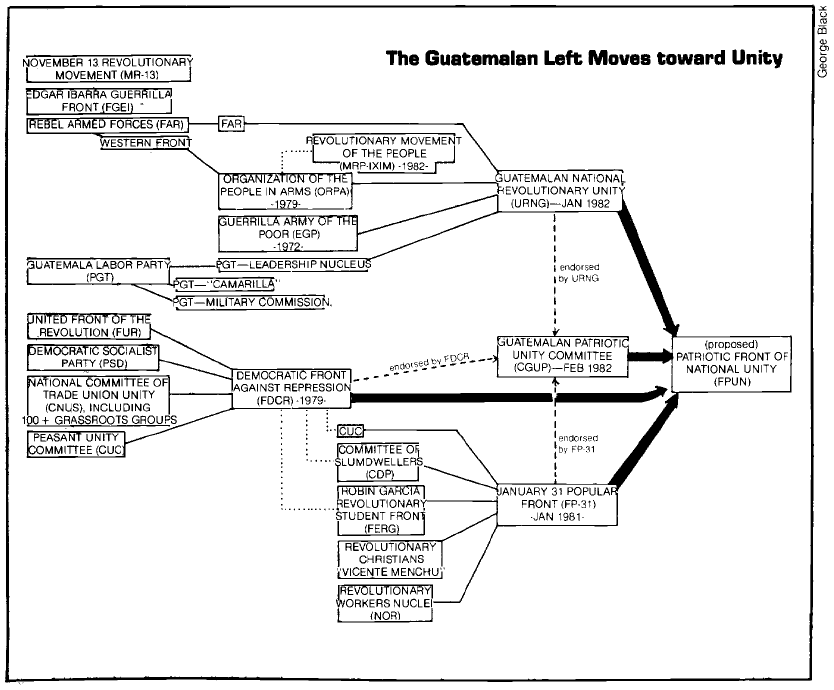 George Black
The Guatemalan Left Moves toward Unity
NOVEMBER 13 REVOLUTIONARY
MOVEMENT (MR-13)
EDGAR IBARRA GUERRILLA
FRONT (FGEI)
REBEL ARMED FORCES (FAR)
FAR
WESTERN FRONT
REVOLUTIONARY MOVEMENT
OF THE PEOPLE
(MRP-IXIM) -1982-
ORGANIZATION OF THE
PEOPLE IN ARMS (ORPA)
-1979-
GUATEMALAN NATIONAL
REVOLUTIONARY UNITY
(URNG)—JAN 1982
GUERRILLA ARMY OF THE
POOR (EGP)
-1972-
GUATEMALA LABOR PARTY
(PGT)
PGT—LEADERSHIP NUCLEUS
PGT—"CAMARILLA"
PGT—MILITARY COMMISSION
endorsed
by URNG
UNITED FRONT OF THE
REVOLUTION (FUR)
DEMOCRATIC SOCIALIST
PARTY (PSD)
NATIONAL COMMITTEE OF
TRADE UNION UNITY
(CNUS), INCLUDING
100 + GRASSROOTS GROUPS
PEASANT UNITY
COMMITTEE (CUC)
DEMOCRATIC FRONT
AGAINST REPRESSION
(FDCR) -1979-
endorsed by FDCR
GUATEMALAN PATRIOTIC
UNITY COMMITTEE
(CGUP)—FEB 1982
(proposed)
PATRIOTIC FRONT OF
NATIONAL UNITY
(FPUN)
endorsed
by FP-31
CUC
COMMITTEE OF
SLUMDWELLERS
(CDP)
ROBIN GARCIA
REVOLUTIONARY
STUDENT FRONT
(FERG)
REVOLUTIONARY
CHRISTIANS
"VICENTE MENCHU"
REVOLUTIONARY
WORKERS NUCLEI
(NOR)
JANUARY 31 POPULAR
FRONT (FP-31)
-JAN 1981-